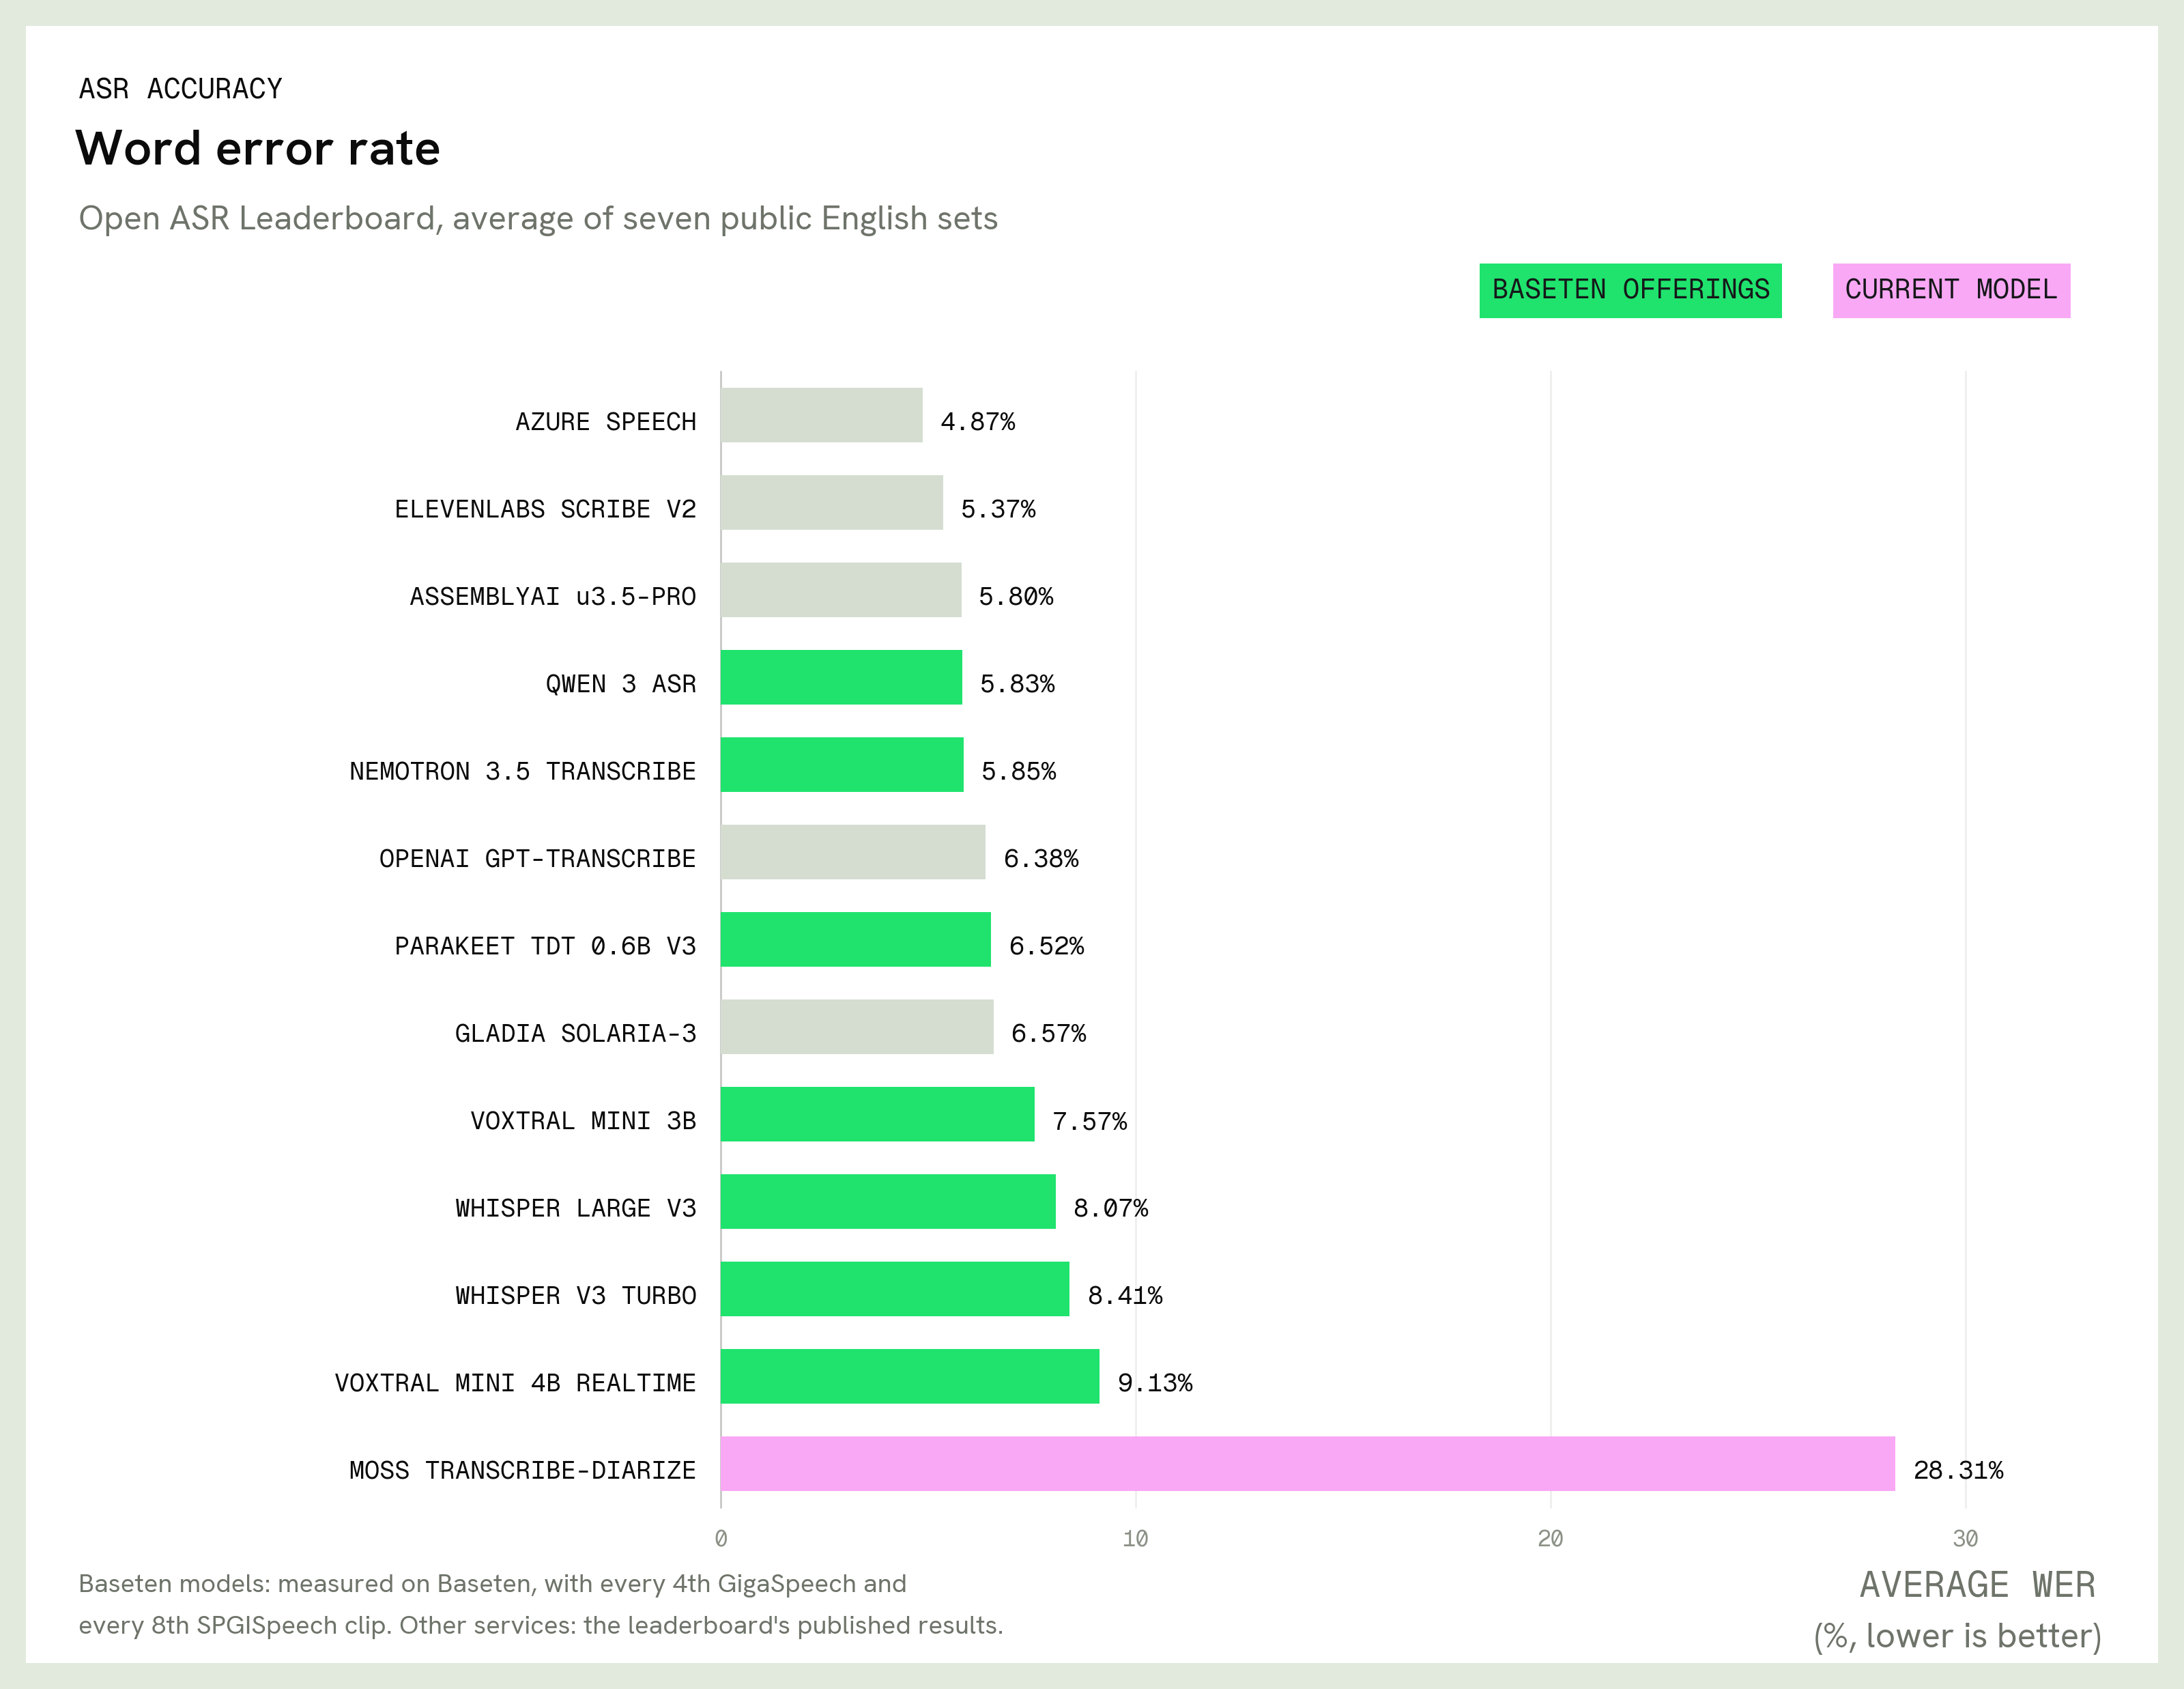 ASR ACCURACY
Word error rate
Open ASR Leaderboard, average of seven public English sets
BASETEN OFFERINGS CURRENT MODEL
AZURE SPEECH 4.87%
ELEVENLABS SCRIBE V2 5.37%
ASSEMBLYAI u3.5-PRO 5.80%
QWEN 3 ASR 5.83%
NEMOTRON 3.5 TRANSCRIBE 5.85%
OPENAI GPT-TRANSCRIBE 6.38%
PARAKEET TDT 0.6B V3 6.52%
GLADIA SOLARIA-3 6.57%
VOXTRAL MINI 3B 7.57%
WHISPER LARGE V3 8.07%
WHISPER V3 TURBO 8.41%
VOXTRAL MINI 4B REALTIME 9.13%
MOSS TRANSCRIBE-DIARIZE 28.31%
0 10 20 30
Baseten models: measured on Baseten, with every 4th GigaSpeech and
every 8th SPGISpeech clip. Other services: the leaderboard's published results.
AVERAGE WER
(%, lower is better)